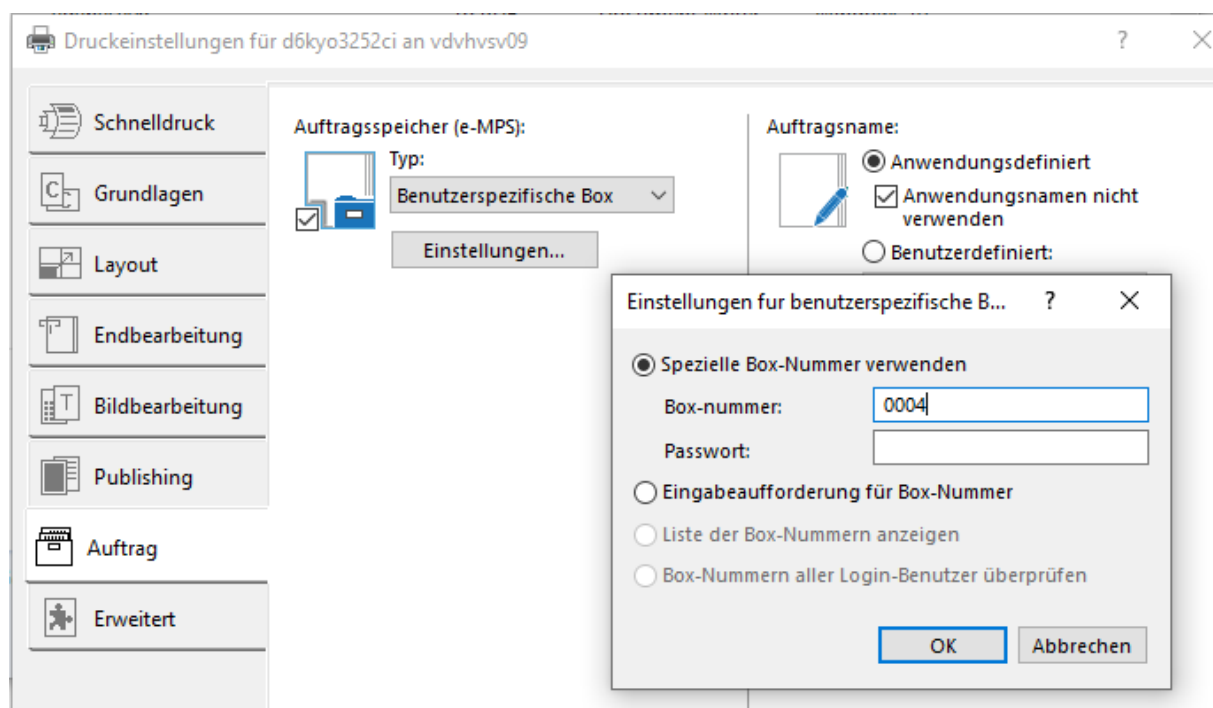 Druckeinstellungen für d6kyo3252ci an vdvhvsv09
?
Schnelldruck
Grundlagen
Layout
Endbearbeitung
Bildbearbeitung
Publishing
Auftrag
Erweitert
Auftragsspeicher (e-MPS):
Typ:
Benutzerspezifische Box
Einstellungen...
Auftragsname:
Anwendungsdefiniert
Anwendungsnamen nicht
verwenden
Benutzerdefiniert:
Einstellungen fur benutzerspezifische B... ?
Spezielle Box-Nummer verwenden
Box-nummer: 0004
Passwort:
Eingabeaufforderung für Box-Nummer
Liste der Box-Nummern anzeigen
Box-Nummern aller Login-Benutzer überprüfen
OK Abbrechen